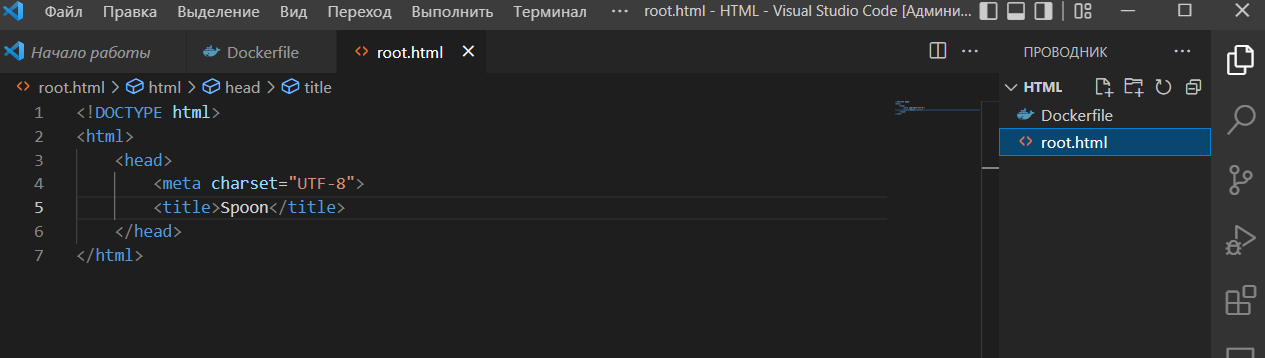 Файл Правка Выделение Вид Переход Выполнить Терминал ··· root.html - HTML - Visual Studio Code [Админи...
Начало работы Dockerfile root.html ···
ПРОВОДНИК ···
root.html > html > head > title
HTML
Dockerfile
root.html
1 <!DOCTYPE html>
2 <html>
3 <head>
4 <meta charset="UTF-8">
5 <title>Spoon</title>
6 </head>
7 </html>